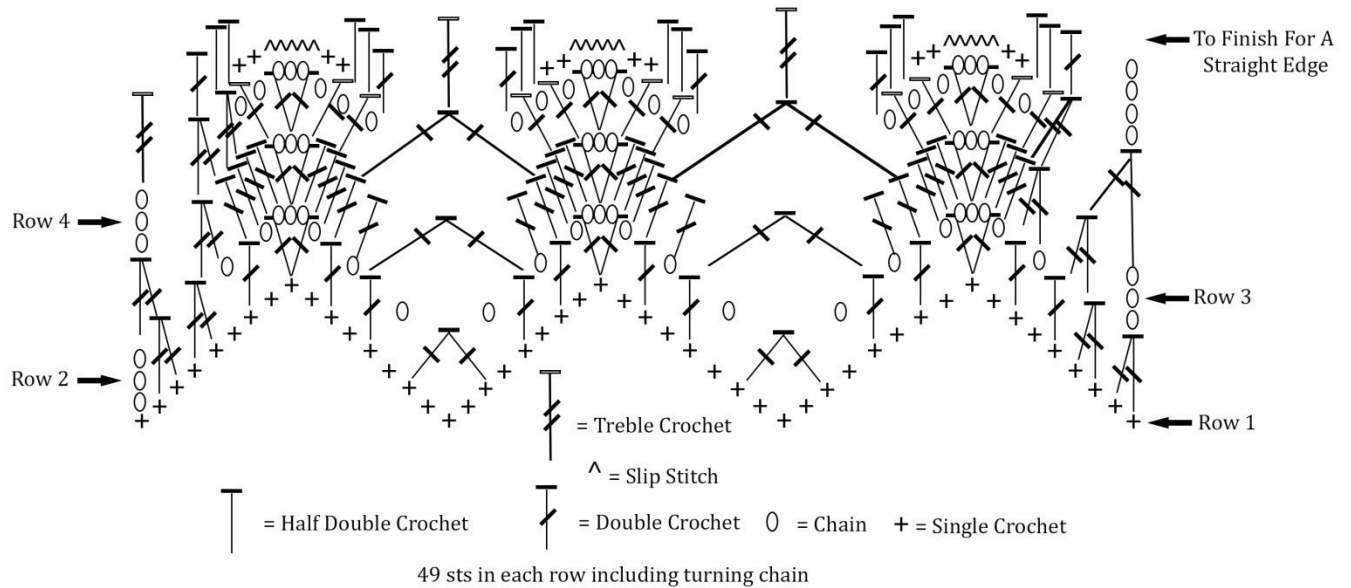 To Finish For A
Straight Edge
Row 4
Row 3
Row 2
Row 1
= Treble Crochet
^ = Slip Stitch
= Half Double Crochet
= Double Crochet
= Chain
+ = Single Crochet
49 sts in each row including turning chain